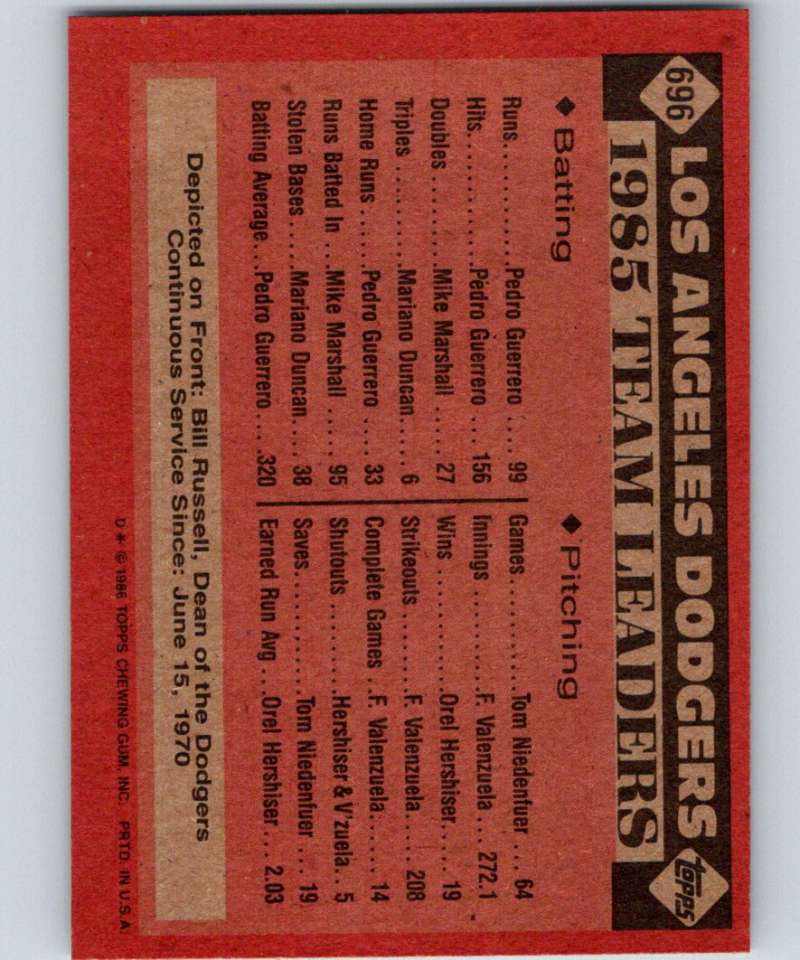 696
LOS ANGELES DODGERS
1985 TEAM LEADERS
TOPPS
◆ Batting
Runs........... Pedro Guerrero .... 99
Hits............ Pedro Guerrero ... 156
Doubles ......... Mike Marshall ..... 27
Triples ......... Mariano Duncan.... 6
Home Runs ..... Pedro Guerrero .... 33
Runs Batted In ... Mike Marshall ..... 95
Stolen Bases..... Mariano Duncan.... 38
Batting Average... Pedro Guerrero ... .320
◆ Pitching
Games........... Tom Niedenfuer ... 64
Innings.......... F. Valenzuela ... 272.1
Wins ............ Orel Hershiser.... 19
Strikeouts ....... F. Valenzuela.... 208
Complete Games .. F. Valenzuela..... 14
Shutouts ....... Hershiser & V'zuela.. 5
Saves........... Tom Niedenfuer ... 19
Earned Run Avg ... Orel Hershiser... 2.03
Depicted on Front: Bill Russell, Dean of the Dodgers
Continuous Service Since: June 15, 1970
D * © 1986 TOPPS CHEWING GUM, INC. PRTD. IN U.S.A.